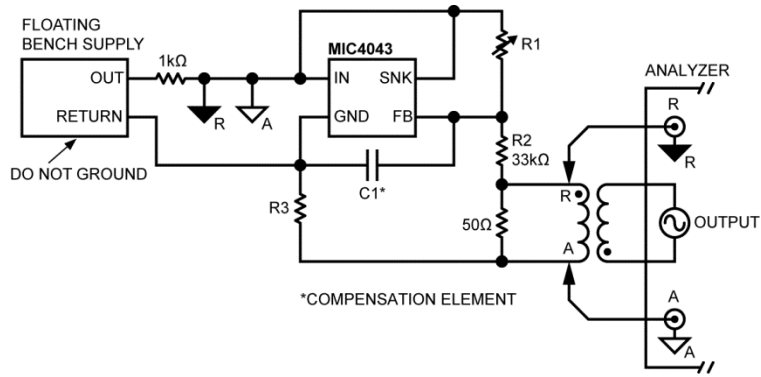 FLOATING
BENCH SUPPLY
OUT
RETURN
DO NOT GROUND
1kΩ
R
A
MIC4043
IN
SNK
GND
FB
C1*
R1
R2
33kΩ
R3
50Ω
R
A
ANALYZER
R
R
OUTPUT
A
A
*COMPENSATION ELEMENT